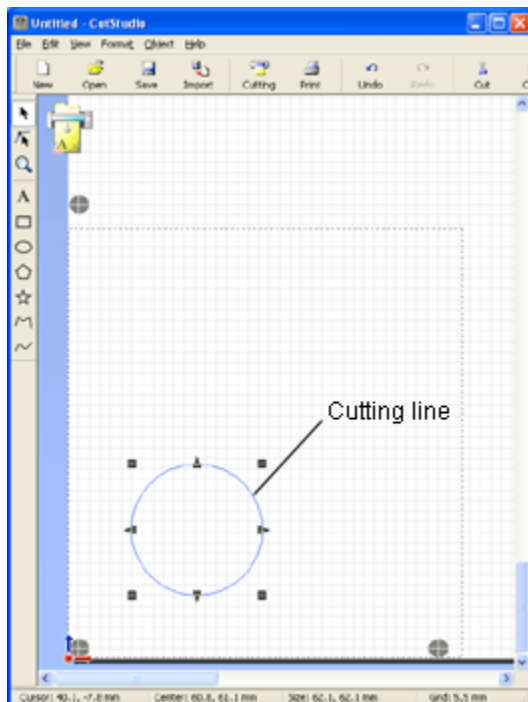 Untitled - CutStudio
File Edit View Format Object Help
New Open Save Import Cutting Print Undo Redo Cut
A
A
Cutting line
Cursor: 40.1, -7.8 mm Center: 60.8, 61.1 mm Size: 62.1, 62.1 mm Grid: 5.5 mm